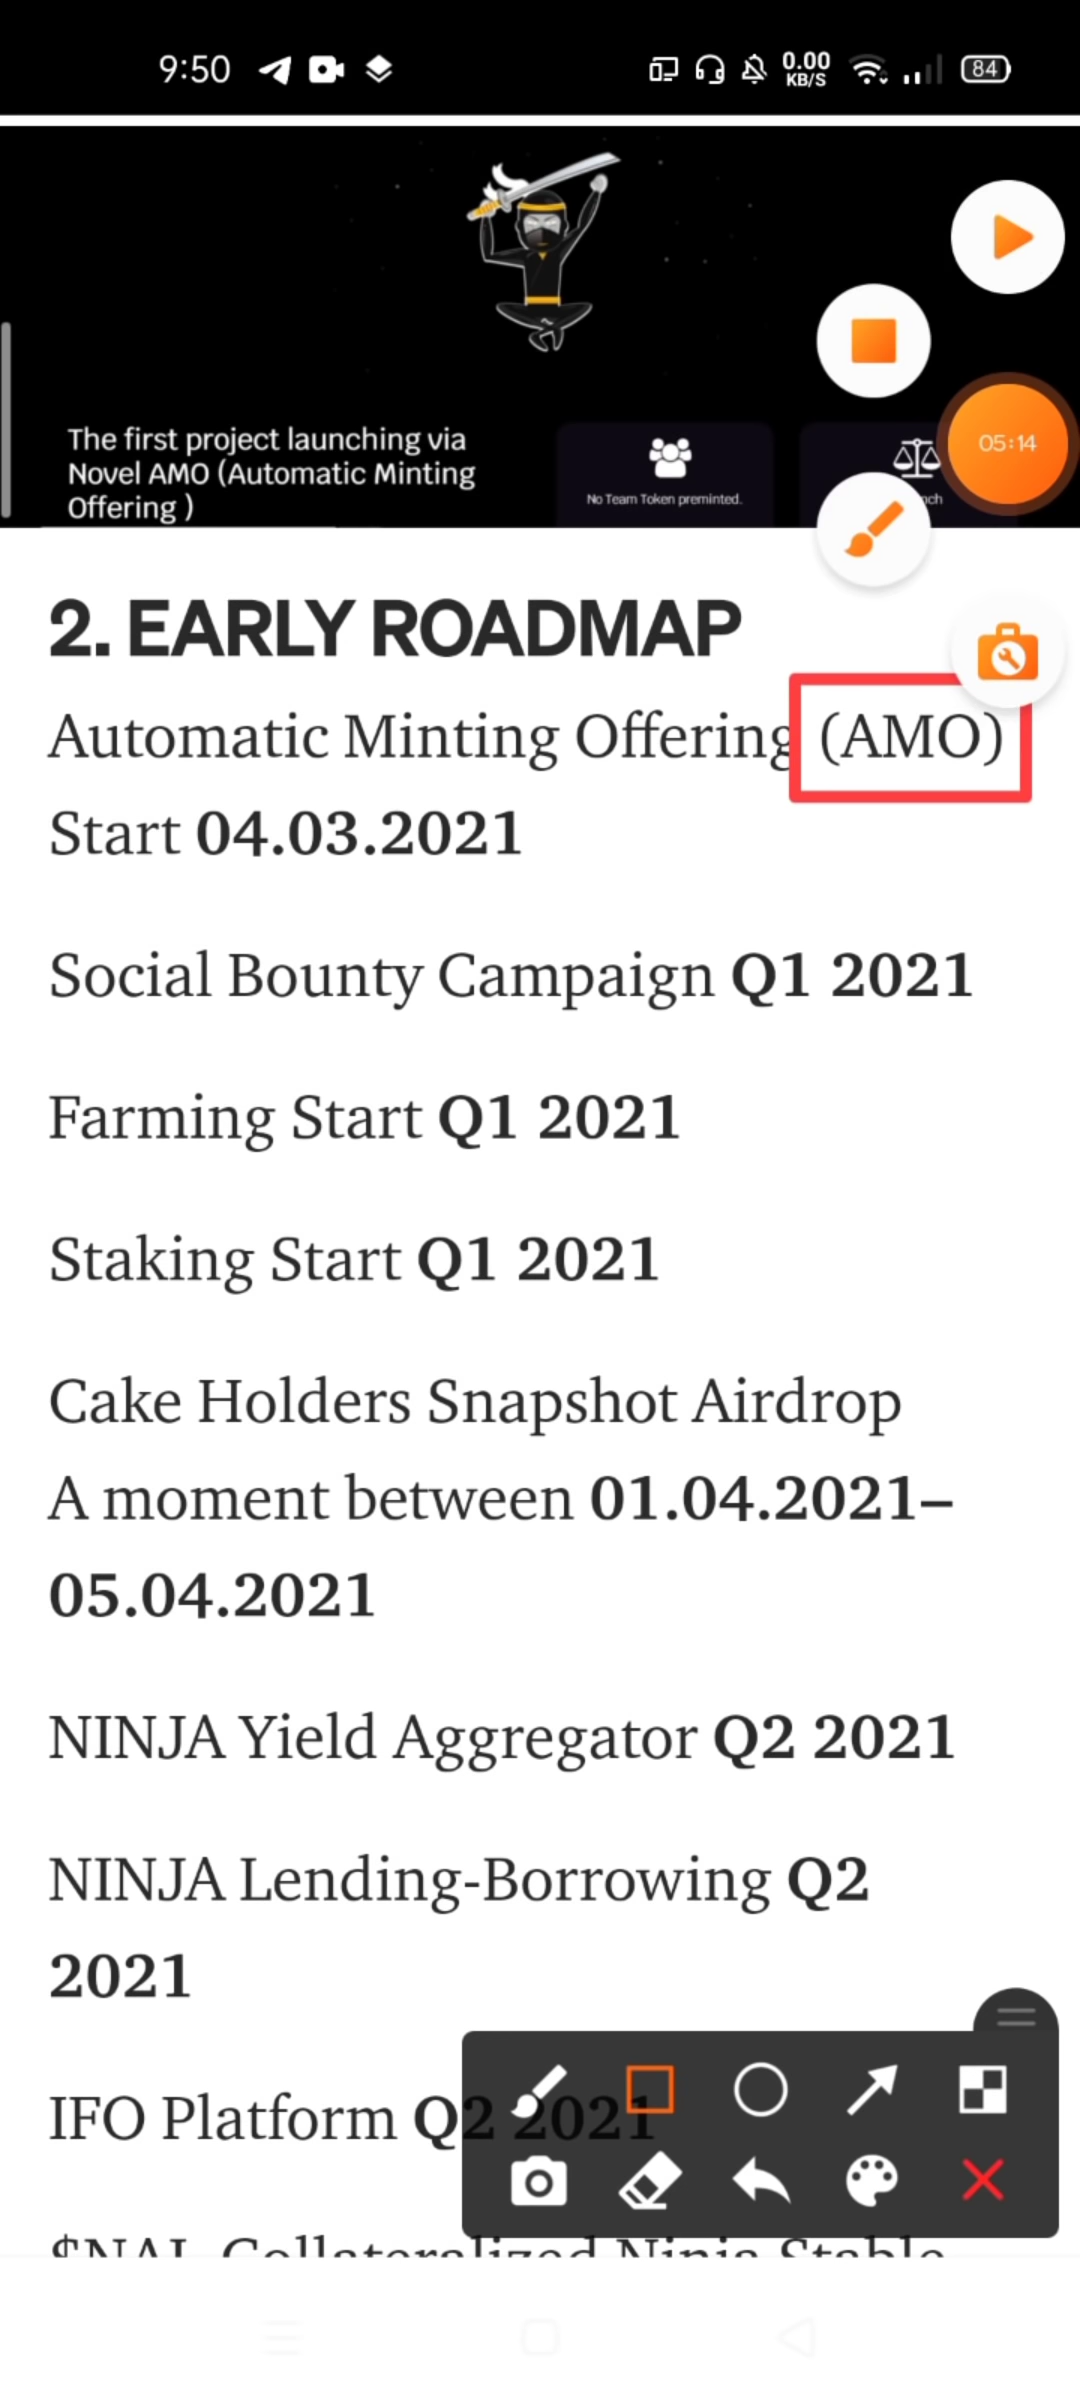 9:50
0.00
KB/S
84
The first project launching via
Novel AMO (Automatic Minting
Offering )
No Team Token preminted.
05:14
2. EARLY ROADMAP
Automatic Minting Offering (AMO)
Start 04.03.2021
Social Bounty Campaign Q1 2021
Farming Start Q1 2021
Staking Start Q1 2021
Cake Holders Snapshot Airdrop
A moment between 01.04.2021–
05.04.2021
NINJA Yield Aggregator Q2 2021
NINJA Lending-Borrowing Q2
2021
IFO Platform Q2 2021
Collateralized Ninja Stable